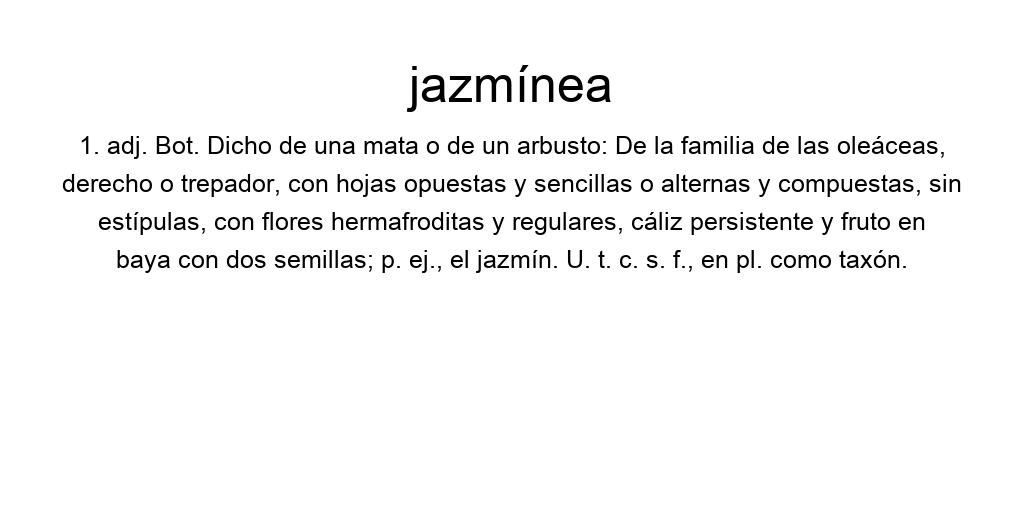 jazmínea
1. adj. Bot. Dicho de una mata o de un arbusto: De la familia de las oleáceas,
derecho o trepador, con hojas opuestas y sencillas o alternas y compuestas, sin
estípulas, con flores hermafroditas y regulares, cáliz persistente y fruto en
baya con dos semillas; p. ej., el jazmín. U. t. c. s. f., en pl. como taxón.